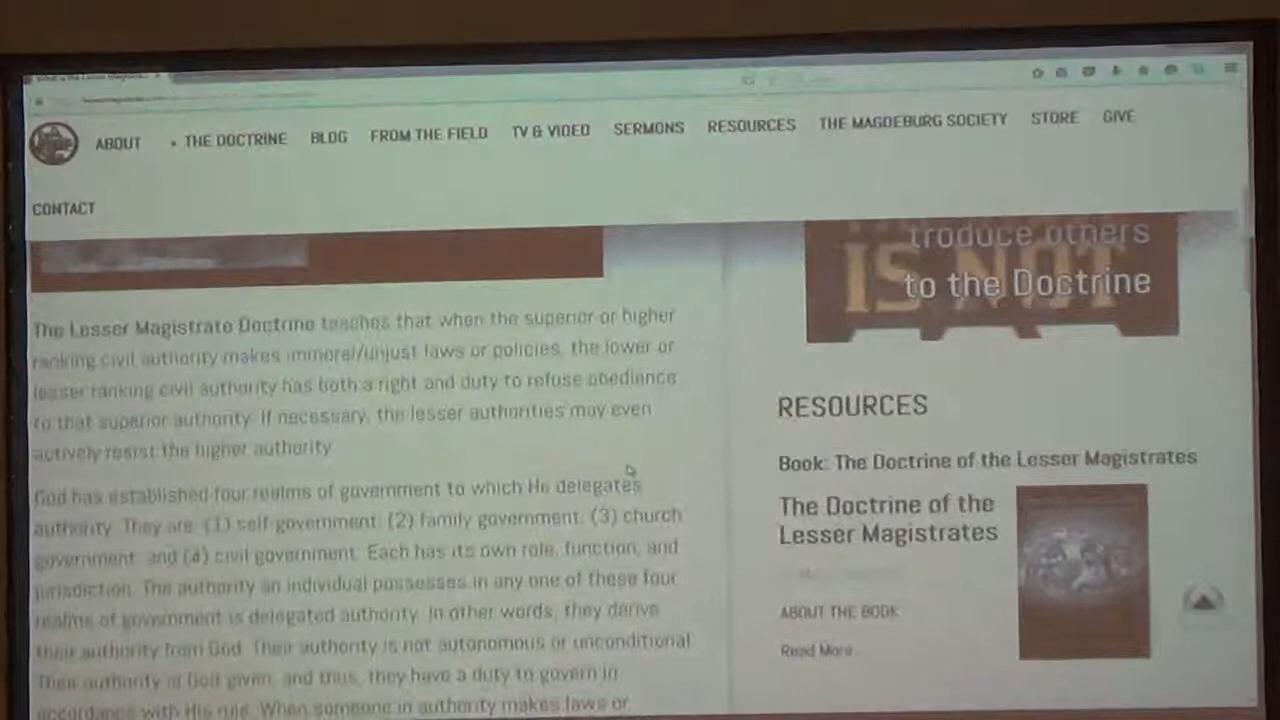 ABOUT
THE DOCTRINE
BLOG
FROM THE FIELD
TV & VIDEO
SERMONS
RESOURCES
THE MAGDEBURG SOCIETY
STORE
GIVE
CONTACT
The Lesser Magistrate Doctrine teaches that when the superior or higher
ranking civil authority makes immoral/unjust laws or policies, the lower or
lesser ranking civil authority has both a right and duty to refuse obedience
to that superior authority. If necessary, the lesser authorities may even
actively resist the higher authority.
God has established four realms of government to which He delegates
authority. They are: (1) self-government; (2) family government; (3) church
government; and (4) civil government. Each has its own role, function, and
jurisdiction. The authority an individual possesses in any one of these four
realms of government is delegated authority. In other words, they derive
their authority from God. Their authority is not autonomous or unconditional.
Their authority is God-given, and thus, they have a duty to govern in
accordance with His rule. When someone in authority makes laws or
troduce others
IS NOT
to the Doctrine
RESOURCES
Book: The Doctrine of the Lesser Magistrates
The Doctrine of the
Lesser Magistrates
ABOUT THE BOOK
Read More...